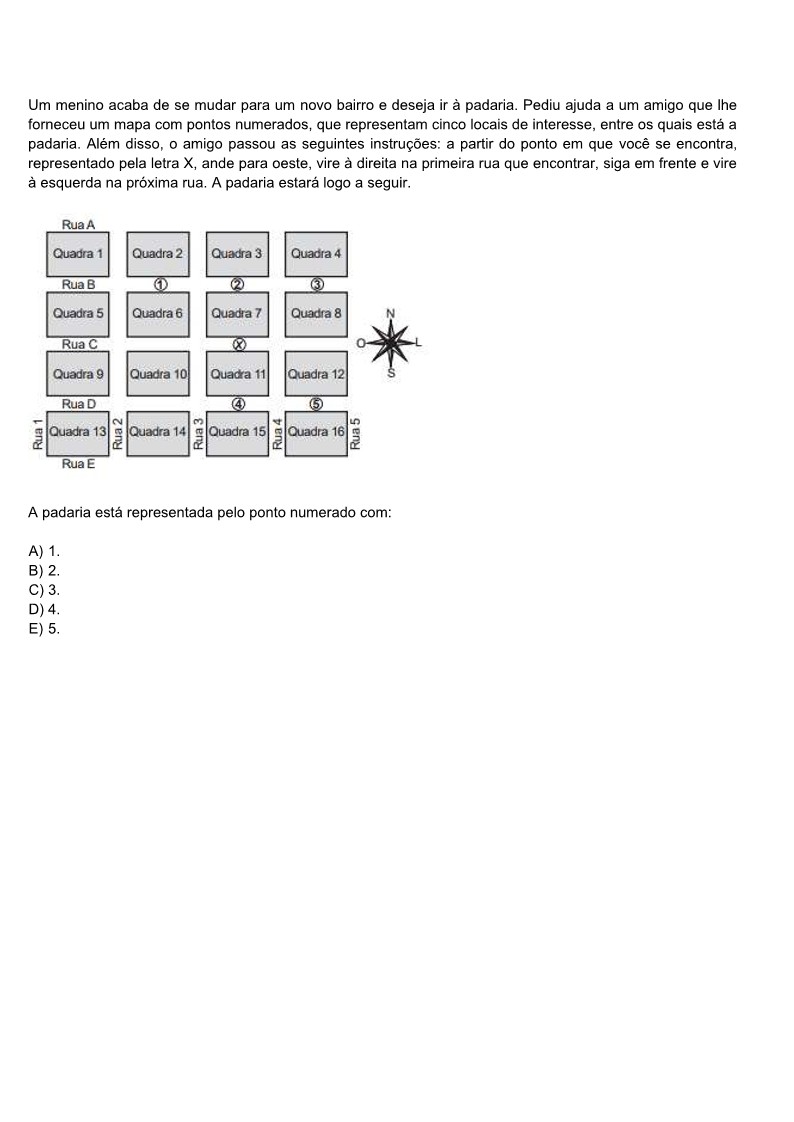 Um menino acaba de se mudar para um novo bairro e deseja ir à padaria. Pediu ajuda a um amigo que lhe
forneceu um mapa com pontos numerados, que representam cinco locais de interesse, entre os quais está a
padaria. Além disso, o amigo passou as seguintes instruções: a partir do ponto em que você se encontra,
representado pela letra X, ande para oeste, vire à direita na primeira rua que encontrar, siga em frente e vire
à esquerda na próxima rua. A padaria estará logo a seguir.
Rua A
Quadra 1 Quadra 2 Quadra 3 Quadra 4
Rua B 1 2 3
Quadra 5 Quadra 6 Quadra 7 Quadra 8
N
Rua C X O L
Quadra 9 Quadra 10 Quadra 11 Quadra 12
S
Rua D 4 5
Rua 1 Quadra 13 Rua 2 Quadra 14 Rua 3 Quadra 15 Rua 4 Quadra 16 Rua 5
Rua E
A padaria está representada pelo ponto numerado com:
A) 1.
B) 2.
C) 3.
D) 4.
E) 5.